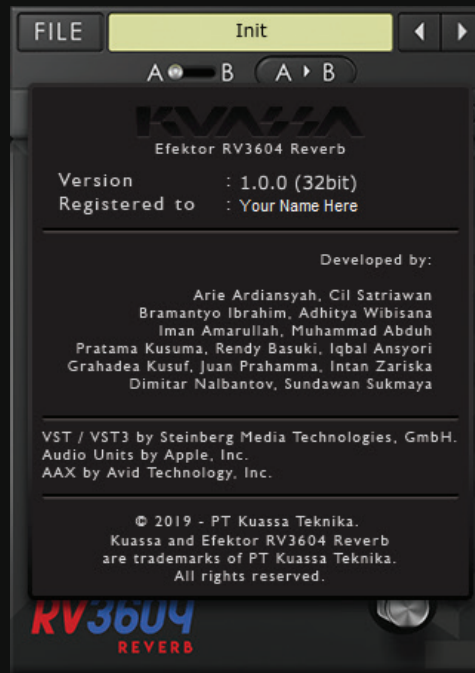 FILE Init
A B A B
KVASSA
Efektor RV3604 Reverb
Version : 1.0.0 (32bit)
Registered to : Your Name Here
Developed by:
Arie Ardiansyah, Cil Satriawan
Bramantyo Ibrahim, Adhitya Wibisana
Iman Amarullah, Muhammad Abduh
Pratama Kusuma, Rendy Basuki, Iqbal Ansyori
Grahadea Kusuf, Juan Prahamma, Intan Zariska
Dimitar Nalbantov, Sundawan Sukmaya
VST / VST3 by Steinberg Media Technologies, GmbH.
Audio Units by Apple, Inc.
AAX by Avid Technology, Inc.
© 2019 - PT Kuassa Teknika.
Kuassa and Efektor RV3604 Reverb
are trademarks of PT Kuassa Teknika.
All rights reserved.
RV3604
REVERB